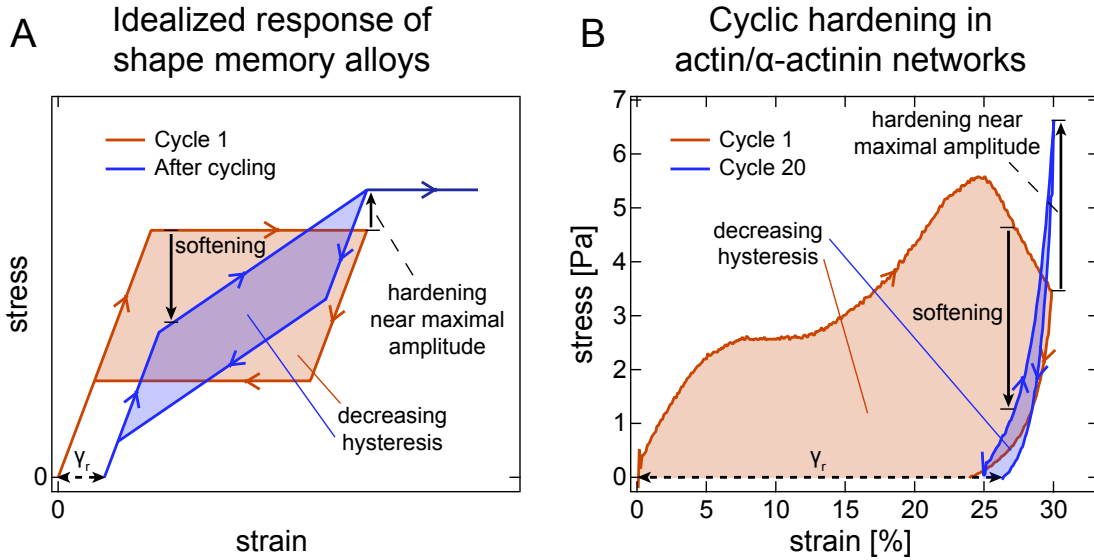 A
Idealized response of
shape memory alloys
Cycle 1
After cycling
softening
hardening
near maximal
amplitude
decreasing
hysteresis
γr
0
0
stress
strain
B
Cyclic hardening in
actin/α-actinin networks
Cycle 1
Cycle 20
hardening near
maximal amplitude
decreasing
hysteresis
softening
γr
7
6
5
4
3
2
1
0
0
5
10
15
20
25
30
stress [Pa]
strain [%]